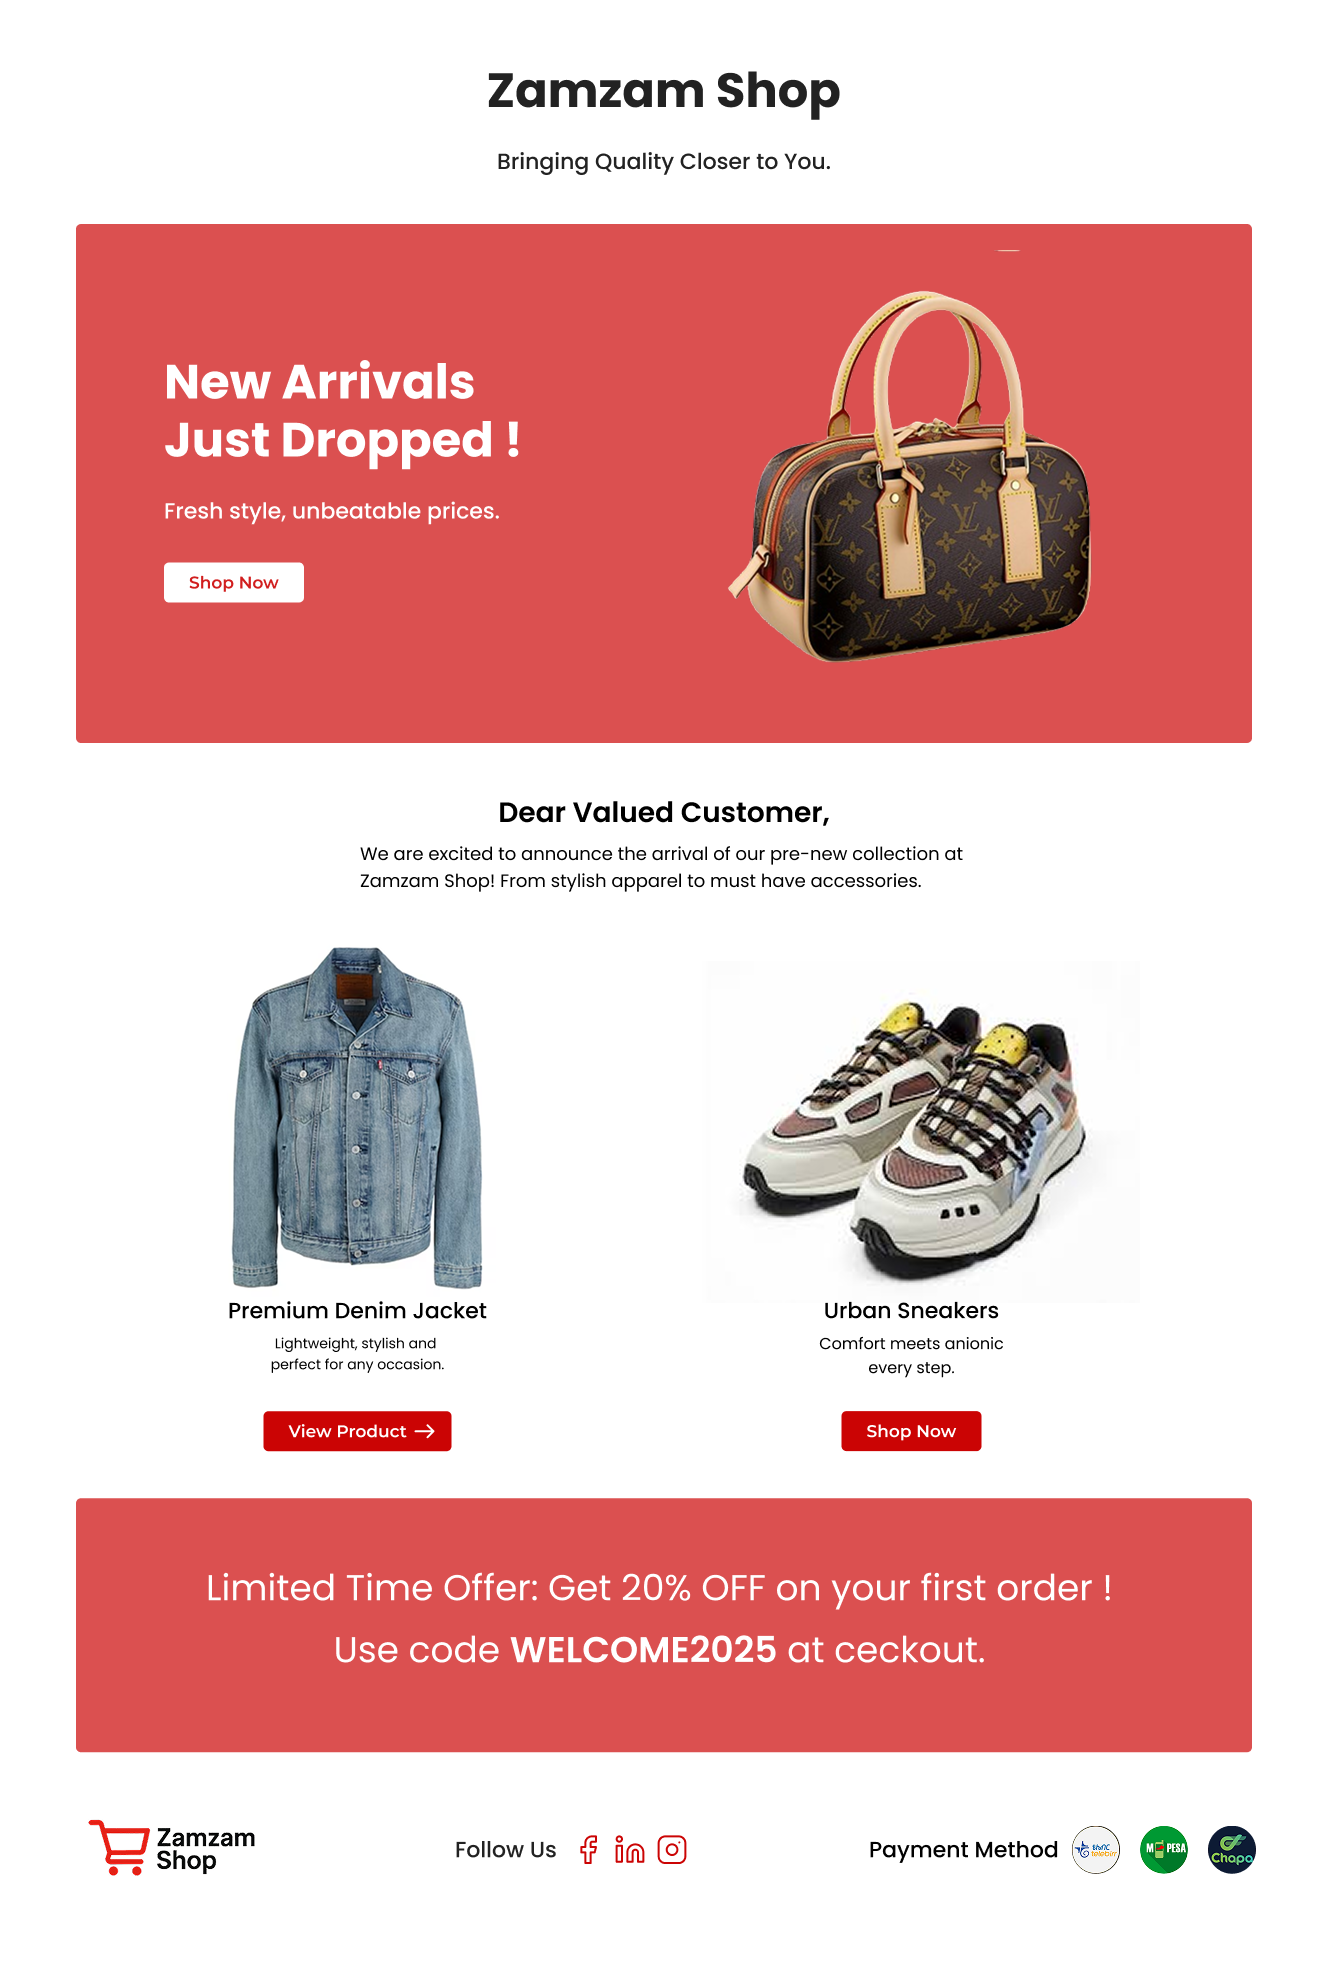 Zamzam Shop
Bringing Quality Closer to You.
New Arrivals
Just Dropped !
Fresh style, unbeatable prices.
Shop Now
Dear Valued Customer,
We are excited to announce the arrival of our pre-new collection at
Zamzam Shop! From stylish apparel to must have accessories.
Premium Denim Jacket
Lightweight, stylish and
perfect for any occasion.
View Product
Urban Sneakers
Comfort meets anionic
every step.
Shop Now
Limited Time Offer: Get 20% OFF on your first order !
Use code WELCOME2025 at ceckout.
Zamzam
Shop
Follow Us
Payment Method
telebirr
M PESA
Chapa